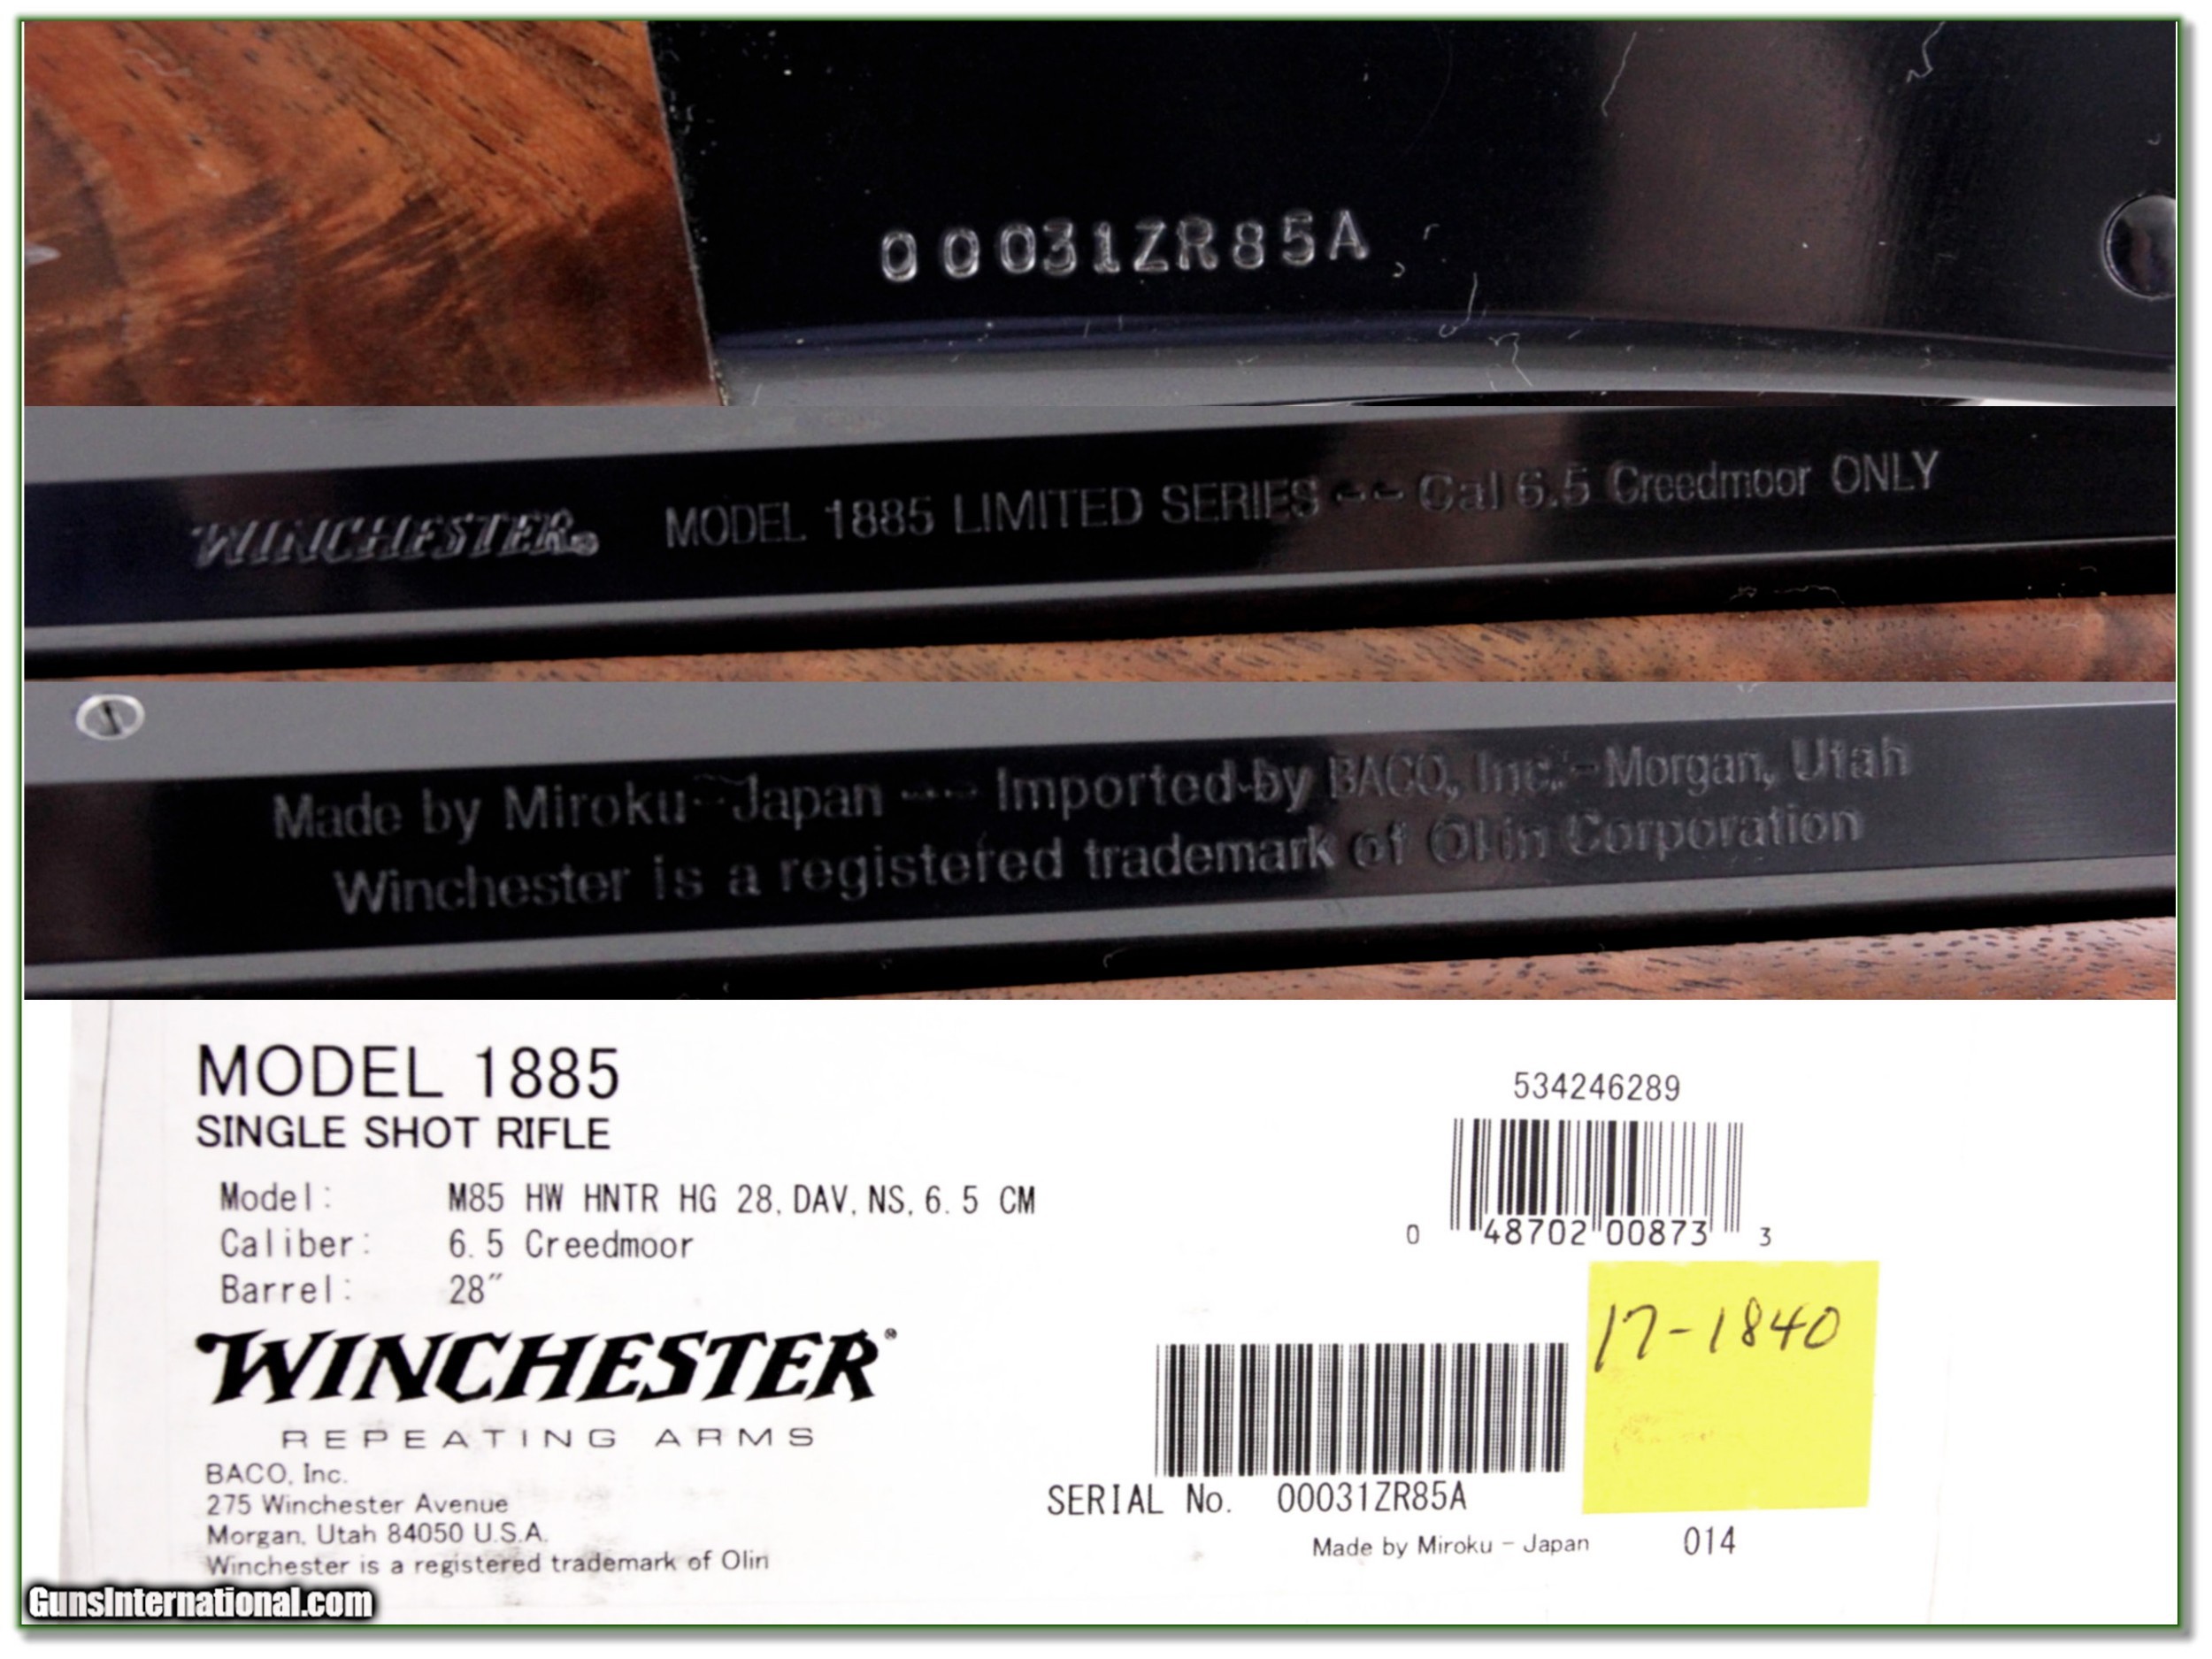 00031ZR85A
WINCHESTER® MODEL 1885 LIMITED SERIES -- Cal 6.5 Creedmoor ONLY
Made by Miroku-Japan --- Imported by BACO, Inc.-Morgan, Utah
Winchester is a registered trademark of Olin Corporation
MODEL 1885
SINGLE SHOT RIFLE
534246289
Model: M85 HW HNTR HG 28, DAV, NS, 6.5 CM
Caliber: 6.5 Creedmoor
Barrel: 28"
0 48702 00873 3
17-1840
WINCHESTER®
REPEATING ARMS
BACO, Inc.
275 Winchester Avenue
Morgan, Utah 84050 U.S.A.
Winchester is a registered trademark of Olin
SERIAL No. 00031ZR85A
Made by Miroku - Japan 014
GunsInternational.com